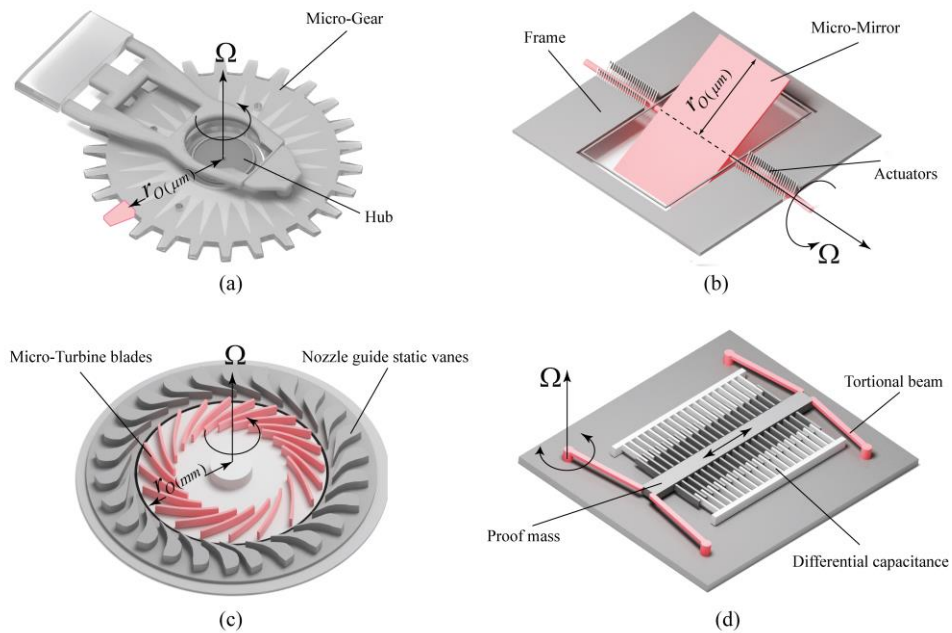 Micro-Gear
Ω
r_O(μm)
Hub
(a)
Frame
Micro-Mirror
r_O(μm)
Actuators
Ω
(b)
Micro-Turbine blades
Ω
Nozzle guide static vanes
r_O(mm)
(c)
Ω
Tortional beam
Proof mass
Differential capacitance
(d)